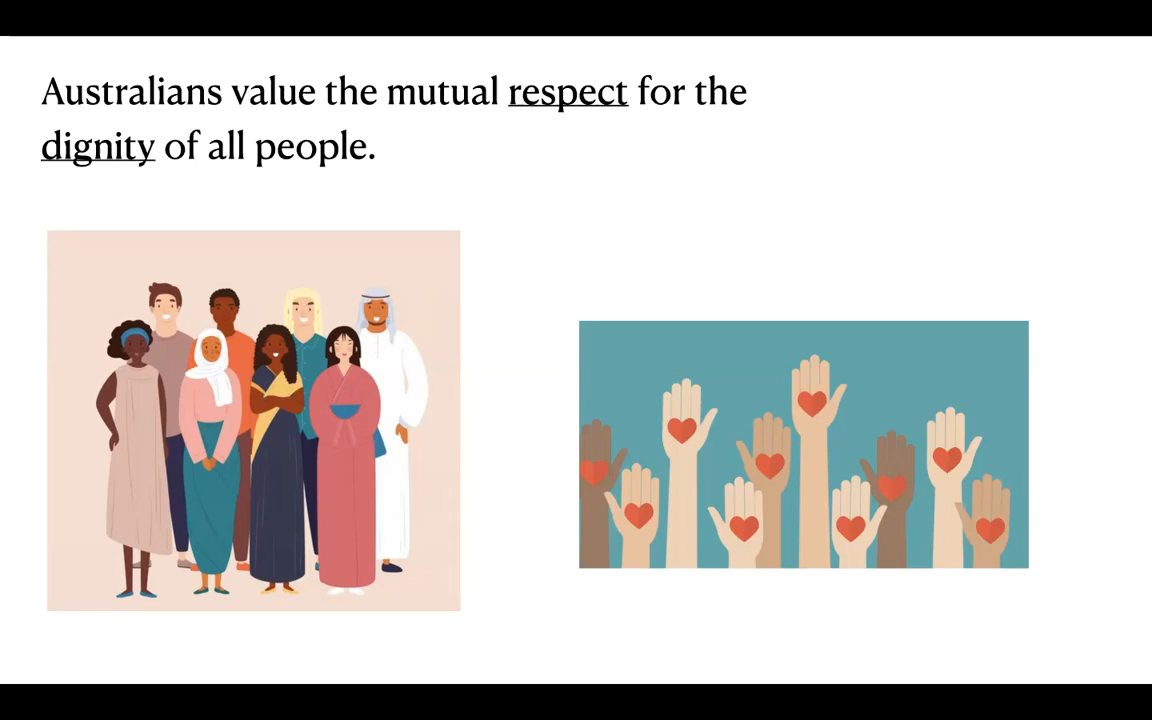 Australians value the mutual respect for the
dignity of all people.